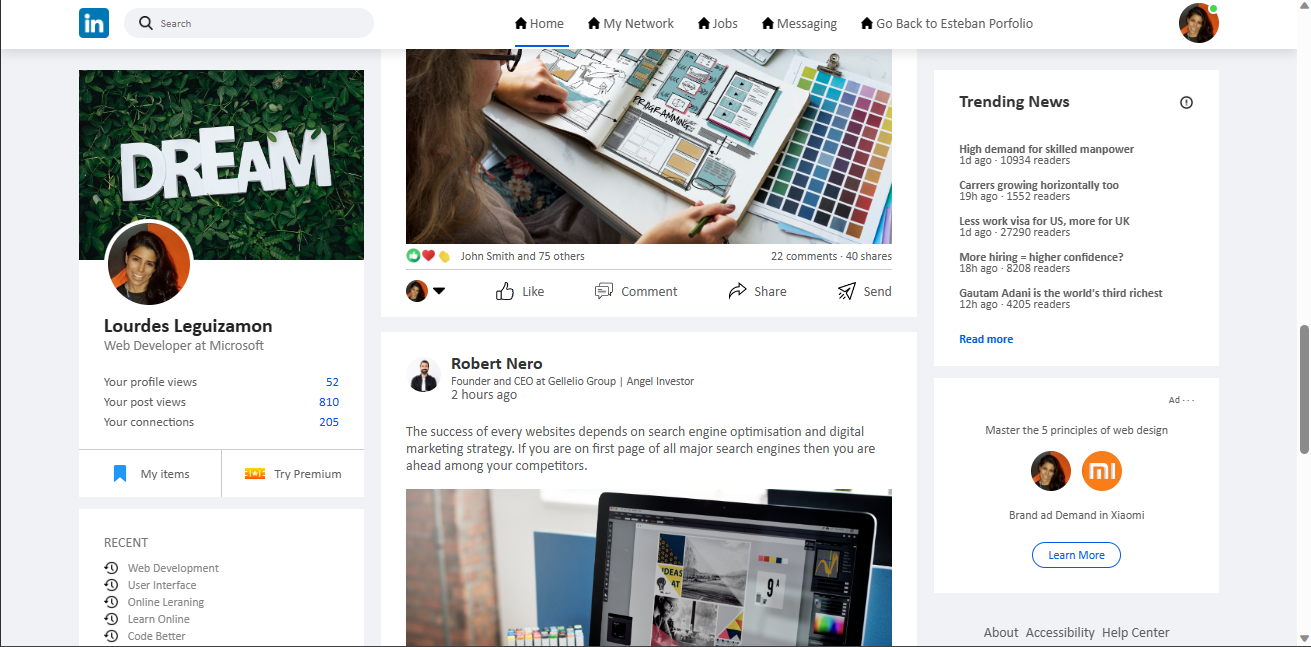 in
Search
Home
My Network
Jobs
Messaging
Go Back to Esteban Porfolio
DREAM
Lourdes Leguizamon
Web Developer at Microsoft
Your profile views 52
Your post views 810
Your connections 205
My items
Try Premium
RECENT
Web Development
User Interface
Online Leraning
Learn Online
Code Better
PROGRAMMING
John Smith and 75 others
22 comments · 40 shares
Like
Comment
Share
Send
Robert Nero
Founder and CEO at Gellelio Group | Angel Investor
2 hours ago
The success of every websites depends on search engine optimisation and digital
marketing strategy. If you are on first page of all major search engines then you are
ahead among your competitors.
IDEAS
AT
9
A
Trending News
High demand for skilled manpower
1d ago · 10934 readers
Carrers growing horizontally too
19h ago · 1552 readers
Less work visa for US, more for UK
1d ago · 27290 readers
More hiring = higher confidence?
18h ago · 8208 readers
Gautam Adani is the world's third richest
12h ago · 4205 readers
Read more
Ad · · ·
Master the 5 principles of web design
mi
Brand ad Demand in Xiaomi
Learn More
About Accessibility Help Center